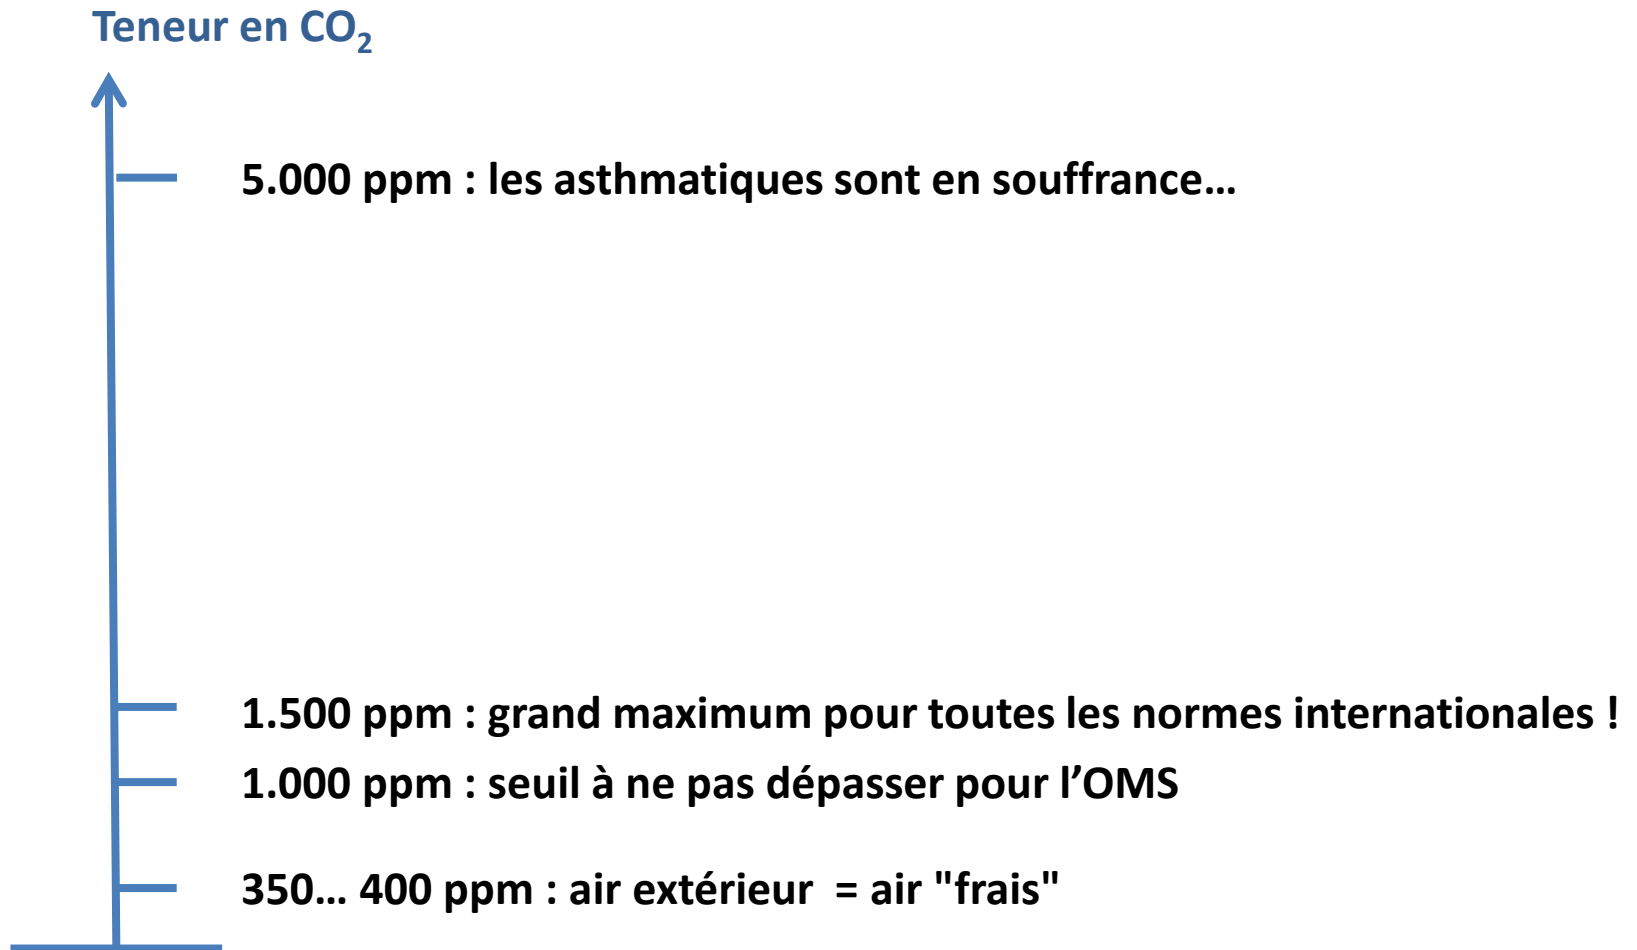 Teneur en CO₂
5.000 ppm : les asthmatiques sont en souffrance…
1.500 ppm : grand maximum pour toutes les normes internationales !
1.000 ppm : seuil à ne pas dépasser pour l’OMS
350… 400 ppm : air extérieur  = air "frais"